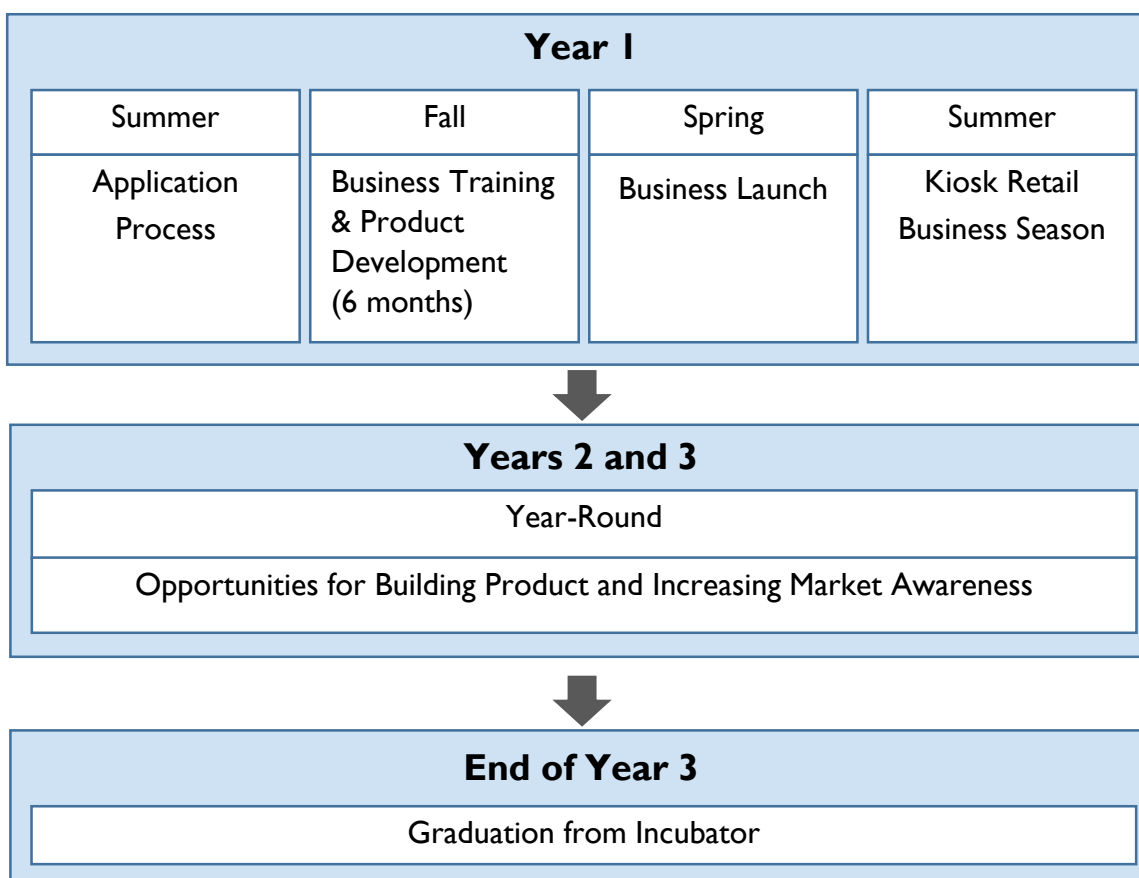 Year 1
Summer
Application
Process
Fall
Business Training
& Product
Development
(6 months)
Spring
Business Launch
Summer
Kiosk Retail
Business Season
Years 2 and 3
Year-Round
Opportunities for Building Product and Increasing Market Awareness
End of Year 3
Graduation from Incubator